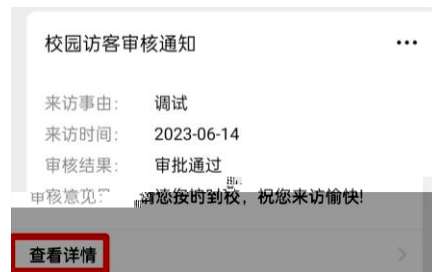 校园访客审核通知
来访事由: 调试
来访时间: 2023-06-14
审核结果: 审批通过
审核意见: 请您按时到校，祝您来访愉快!
查看详情